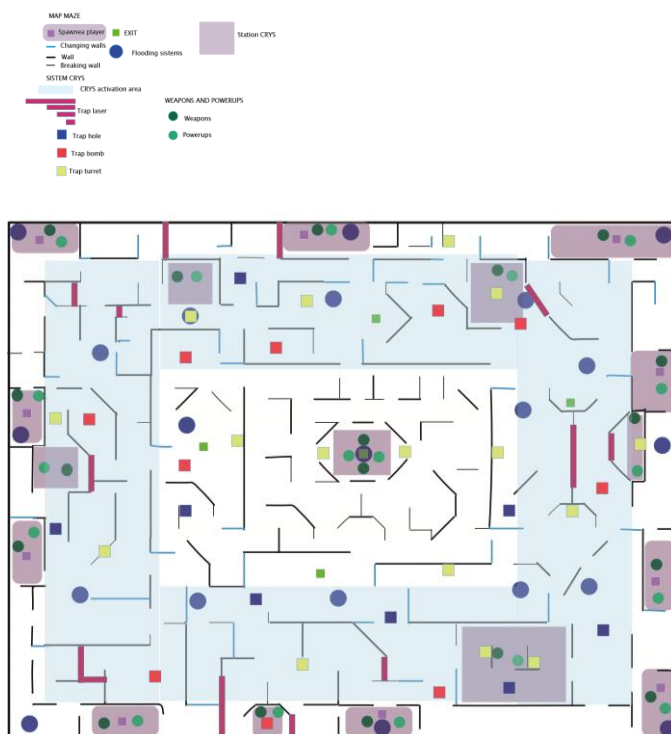 MAP MAZE
Spawnea player
EXIT
Station CRYS
Changing walls
Flooding sistems
Wall
Breaking wall
SISTEM CRYS
CRYS activation area
WEAPONS AND POWERUPS
Trap laser
Weapons
Trap hole
Powerups
Trap bomb
Trap turret